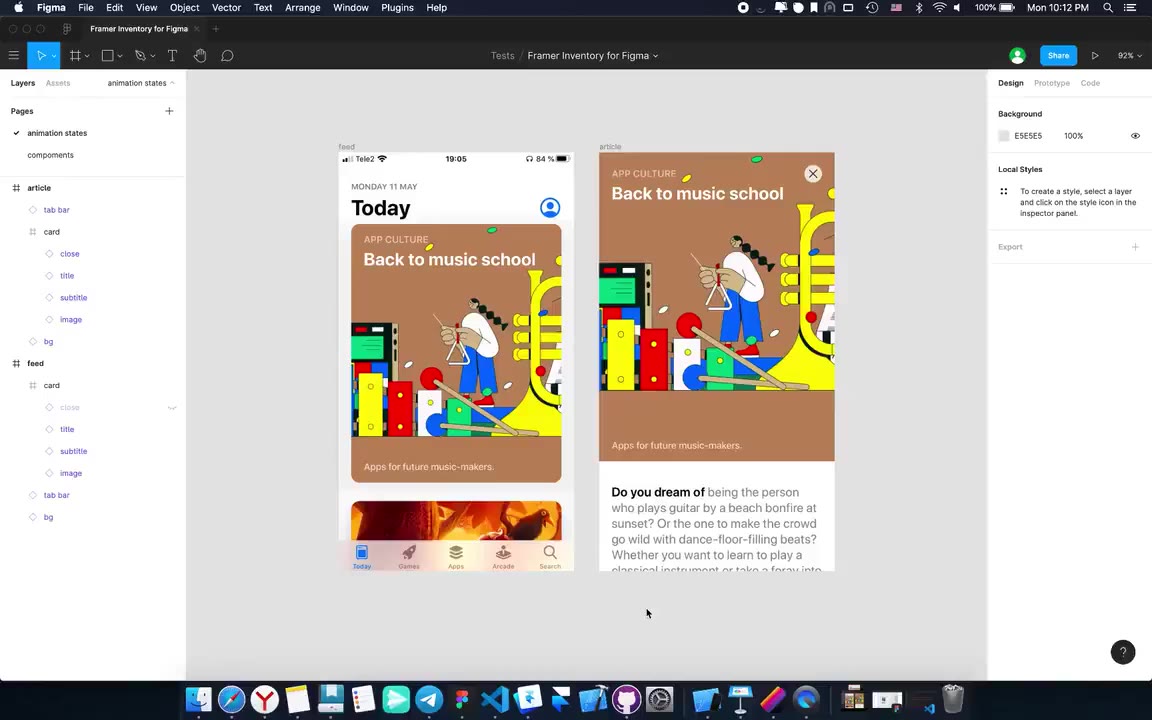 Figma File Edit View Object Vector Text Arrange Window Plugins Help 100% Mon 10:12 PM
Framer Inventory for Figma
Tests / Framer Inventory for Figma Share 92%
Layers Assets animation states
Pages
animation states
components
article
tab bar
card
close
title
subtitle
image
bg
feed
card
close
title
subtitle
image
tab bar
bg
feed
Tele2 19:05 84 %
MONDAY 11 MAY
Today
APP CULTURE
Back to music school
Apps for future music-makers.
Today Games Apps Arcade Search
article
APP CULTURE
Back to music school
Apps for future music-makers.
Do you dream of being the person
who plays guitar by a beach bonfire at
sunset? Or the one to make the crowd
go wild with dance-floor-filling beats?
Whether you want to learn to play a
classical instrument or take a foray into
Design Prototype Code
Background
E5E5E5 100%
Local Styles
To create a style, select a layer
and click on the style icon in the
inspector panel.
Export
?